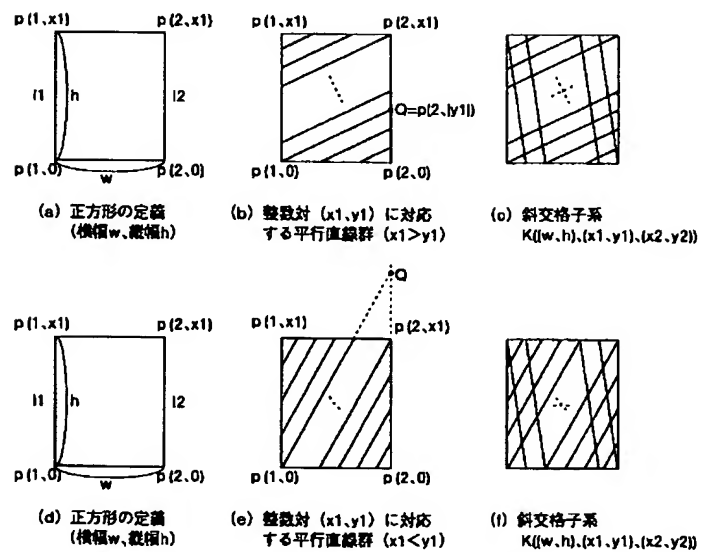 p(1、x1) p(2、x1) p(1、x1) p(2、x1)
l1 h l2 Q=p(2、|y1|)
p(1、0) w p(2、0) p(1、0) p(2、0)
(a) 正方形の定義 (b) 整数対 (x1、y1) に対応 (c) 斜交格子系
(横幅w、縦幅h) する平行直線群 (x1>y1) K((w、h)、(x1、y1)、(x2、y2))
Q
p(1、x1) p(2、x1) p(1、x1) p(2、x1)
l1 h l2
p(1、0) w p(2、0) p(1、0) p(2、0)
(d) 正方形の定義 (e) 整数対 (x1、y1) に対応 (f) 斜交格子系
(横幅w、縦幅h) する平行直線群 (x1<y1) K((w、h)、(x1、y1)、(x2、y2))